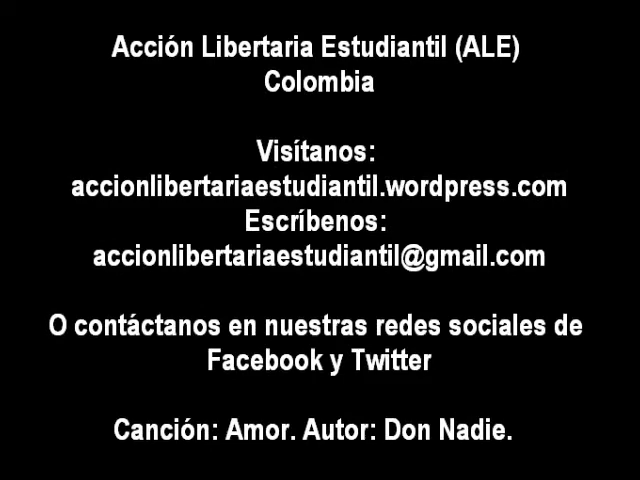 Acción Libertaria Estudiantil (ALE)
Colombia
Visítanos:
accionlibertariaestudiantil.wordpress.com
Escríbenos:
accionlibertariaestudiantil@gmail.com
O contáctanos en nuestras redes sociales de
Facebook y Twitter
Canción: Amor. Autor: Don Nadie.